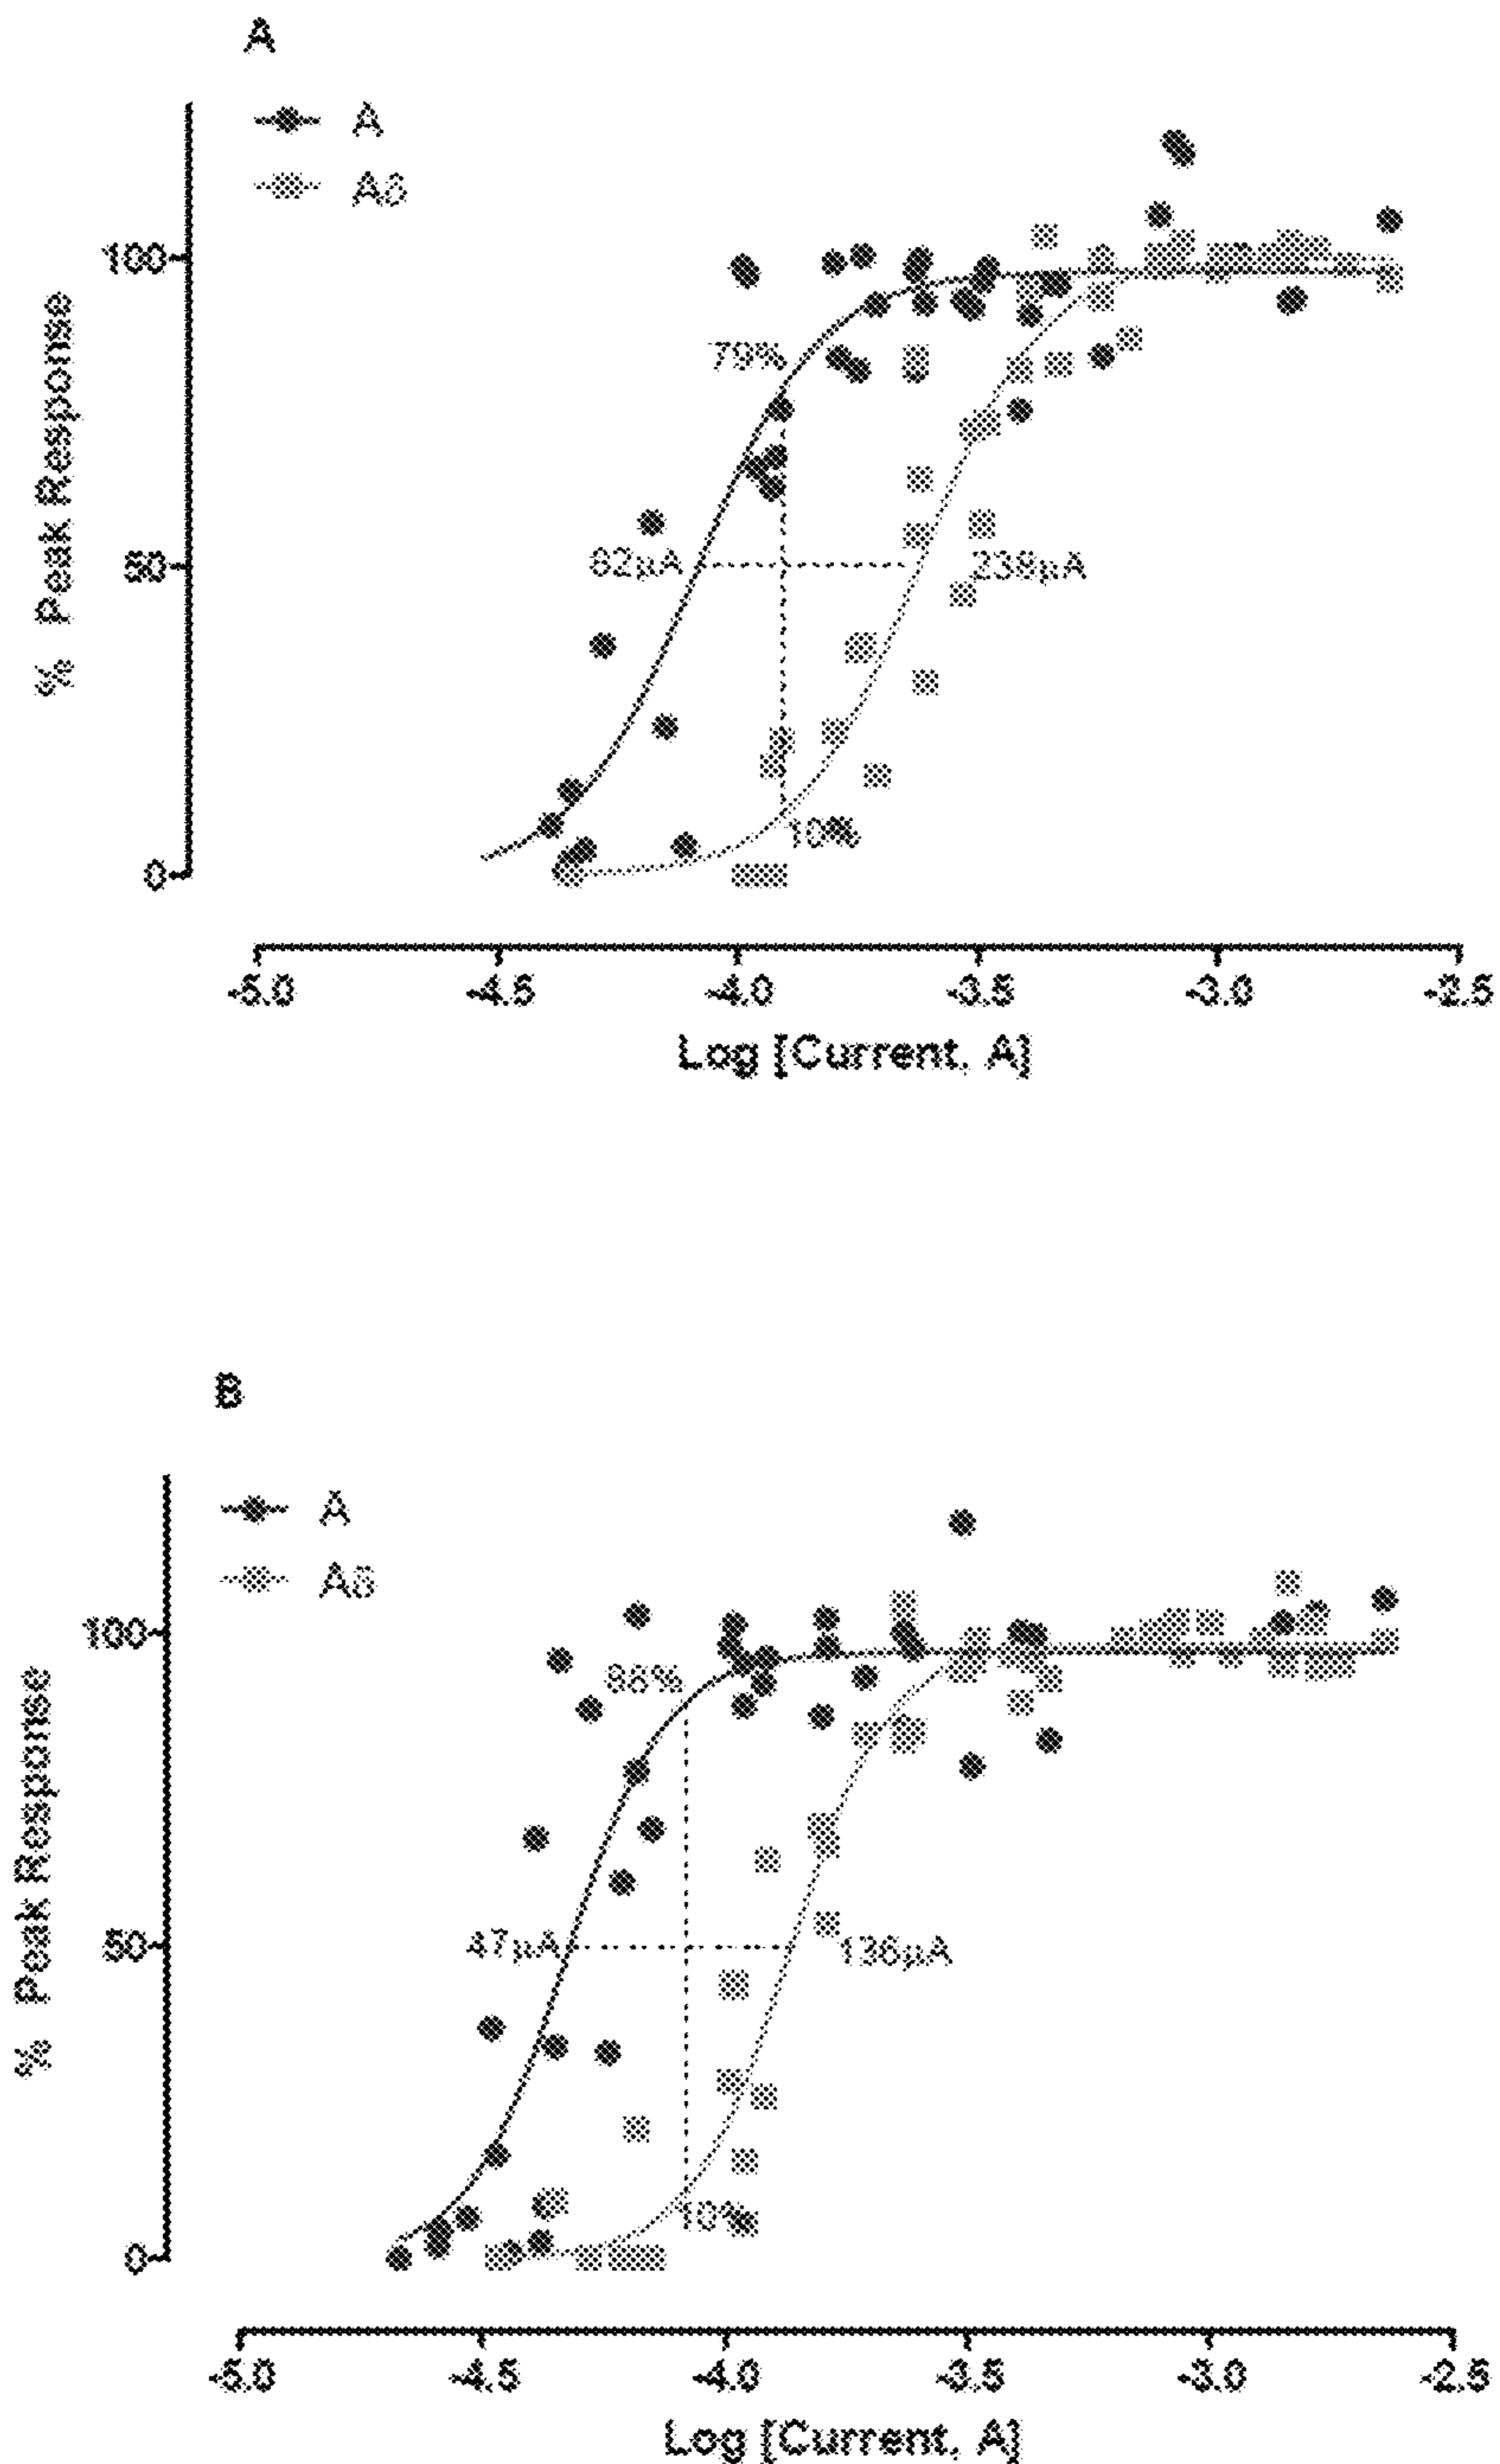 A
A
Aδ
100
50
0
79%
82µA
239µA
10%
% Peak Response
-5.0 -4.5 -4.0 -3.5 -3.0 -2.5
Log [Current, A]
B
A
Aδ
100
50
0
88%
47µA
136µA
10%
% Peak Response
-5.0 -4.5 -4.0 -3.5 -3.0 -2.5
Log [Current, A]